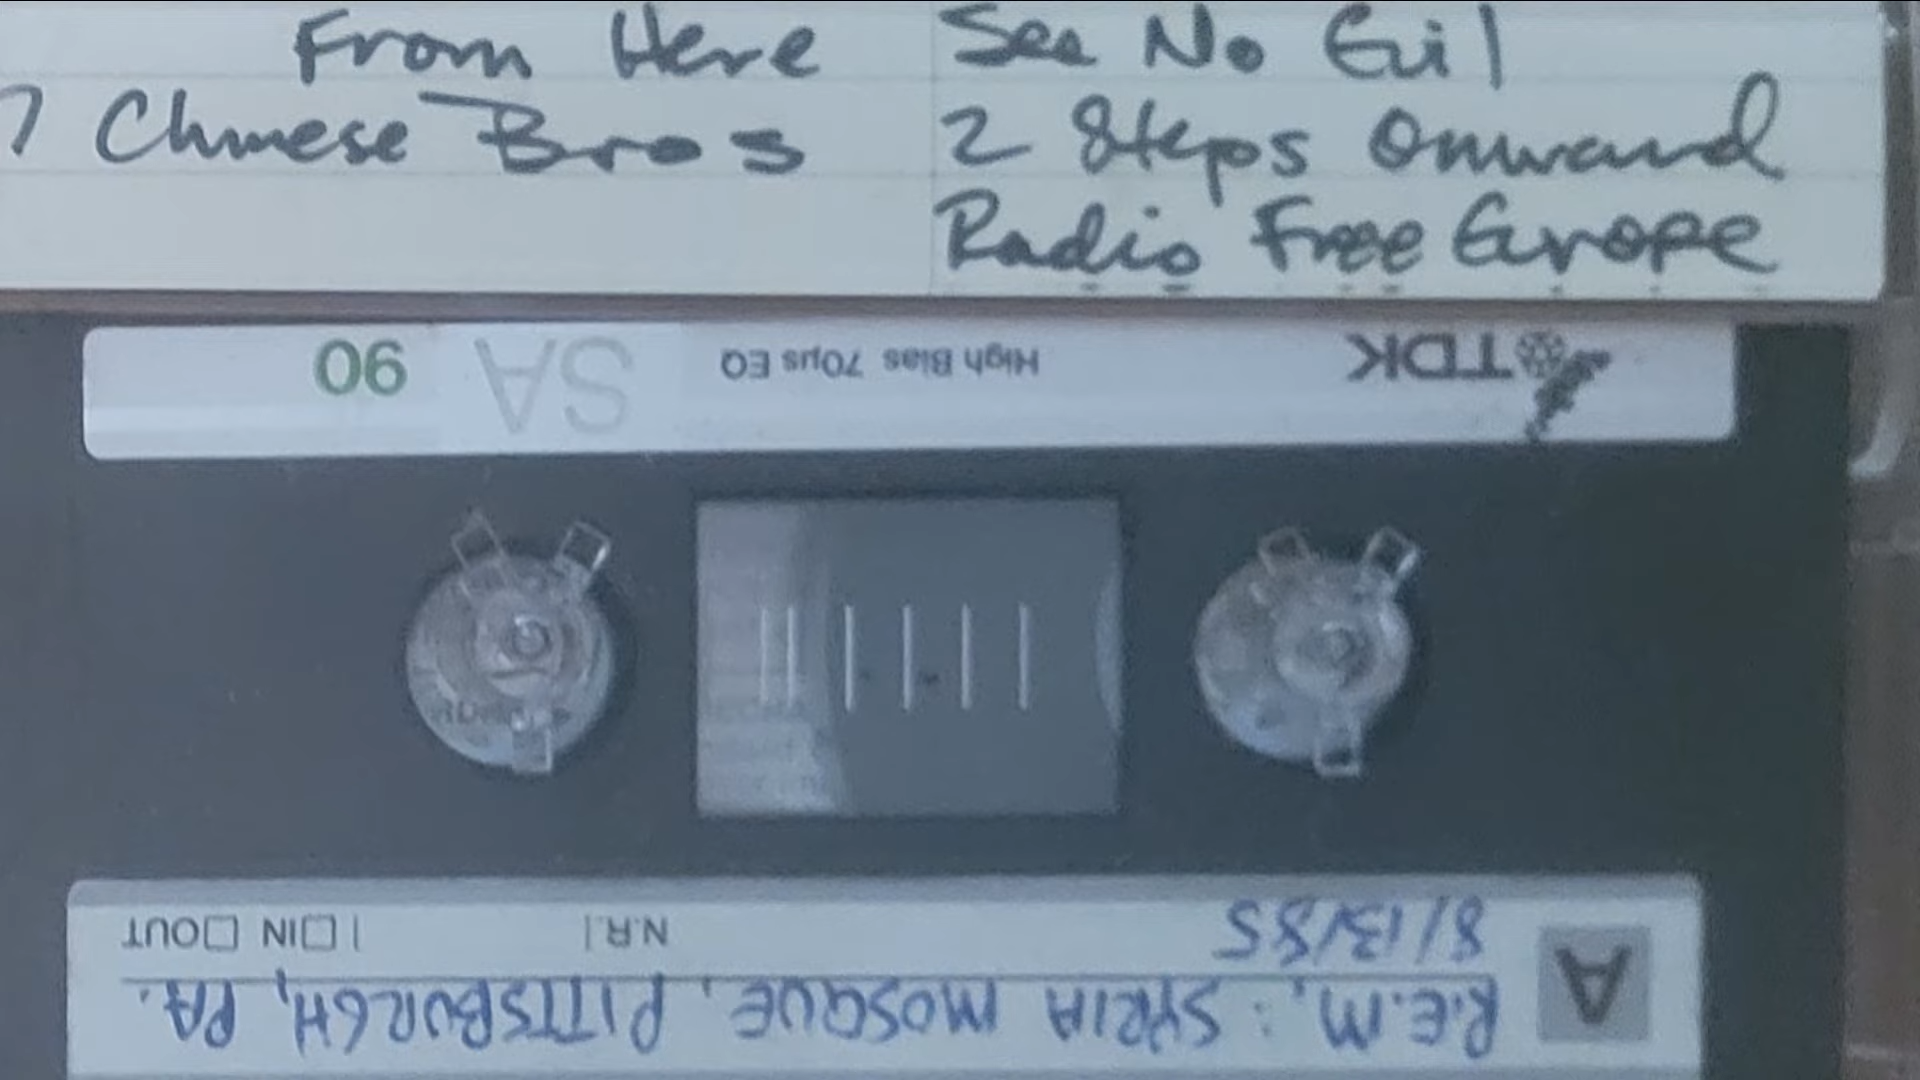 From Here
7 Chinese Bros
See No Evil
2 Steps Onward
Radio Free Europe
TDK High Bias 70µs EQ SA 90
A R.E.M.: SYRIA MOSQUE, PITTSBURGH, PA.
8/13/85 N.R. IN OUT